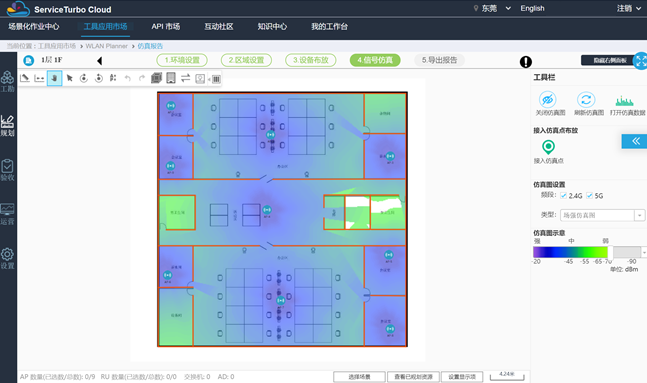 ServiceTurbo Cloud
东莞
English
注销
场景化作业中心
工具应用市场
API 市场
互动社区
知识中心
我的工作台
当前位置：工具应用市场 > WLAN Planner > 仿真报告
1层 1F
1.环境设置
2.区域设置
3.设备布放
4.信号仿真
5.导出报告
隐藏右侧面板
工勘
规划
验收
运营
设置
工具栏
关闭仿真图
刷新仿真图
打开仿真数据
接入仿真点布放
接入仿真点
仿真图设置
频段：
2.4G
5G
类型：
场强仿真图
仿真图示意
强
中
弱
-20
-45
-55
-65
-70
-90
单位: dBm
AP 数量(已选数/总数): 0/9
RU 数量(已选数/总数): 0/0
交换机: 0
AD: 0
选择场景
查看已规划资源
设置显示项
4.24米